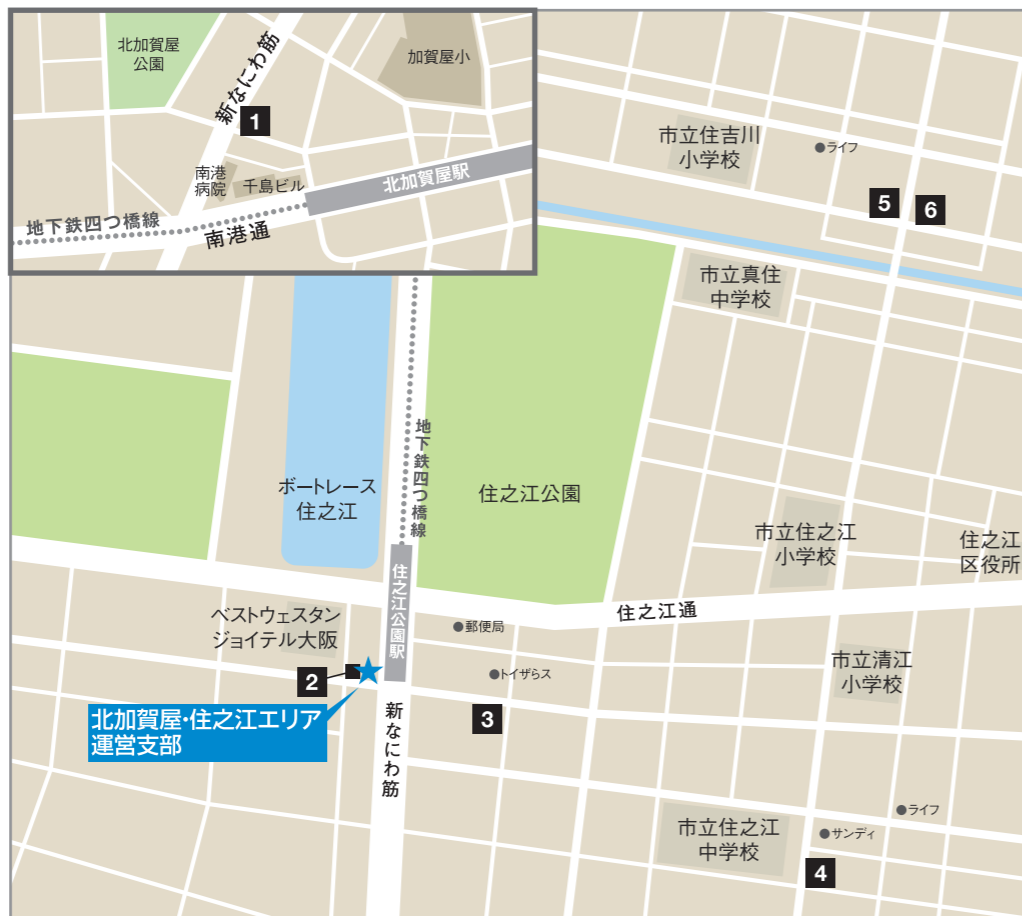 北加賀屋
公園
新なにわ筋
加賀屋小
1
南港
病院
千島ビル
北加賀屋駅
地下鉄四つ橋線
南港通
市立住吉川
小学校
●ライフ
5
6
市立真住
中学校
地下鉄四つ橋線
ボートレース
住之江
住之江公園
市立住之江
小学校
住之江
区役所
住之江公園駅
住之江通
ベストウェスタン
ジョイテル大阪
●郵便局
●トイザらス
市立清江
小学校
2
3
北加賀屋・住之江エリア
運営支部
新なにわ筋
●ライフ
市立住之江
中学校
●サンディ
4